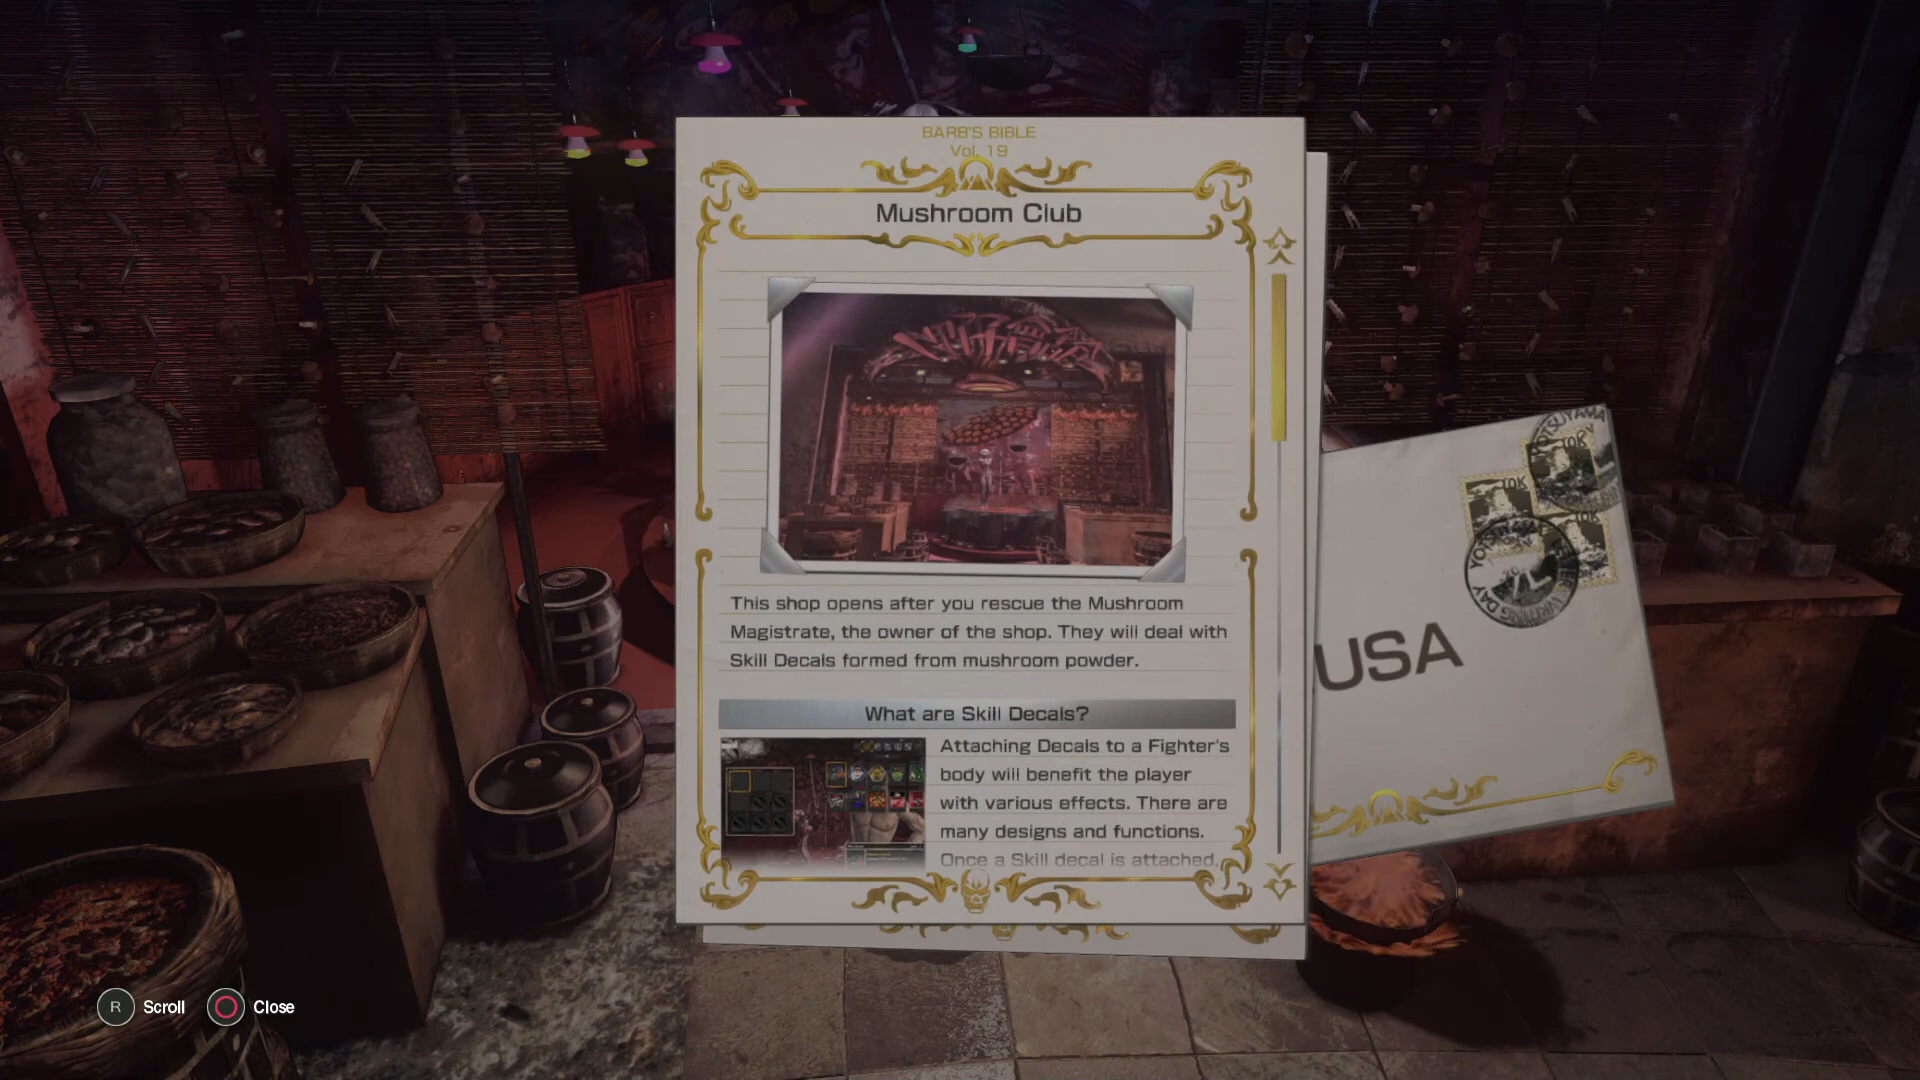 BARB'S BIBLE
Vol. 19
Mushroom Club
This shop opens after you rescue the Mushroom
Magistrate, the owner of the shop. They will deal with
Skill Decals formed from mushroom powder.
What are Skill Decals?
Attaching Decals to a Fighter's
body will benefit the player
with various effects. There are
many designs and functions.
Once a Skill decal is attached,
10K
10K
10K
USA
R Scroll
Close